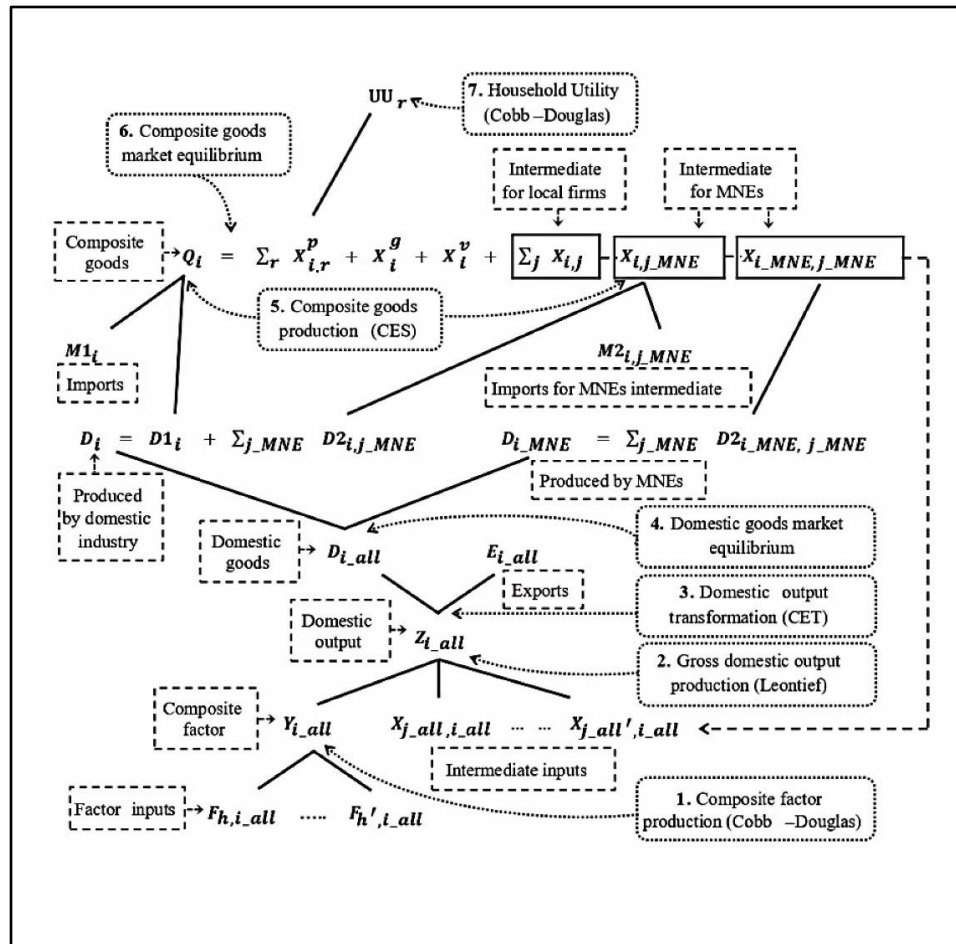 UU_r
7. Household Utility
(Cobb –Douglas)
6. Composite goods
market equilibrium
Intermediate
for local firms
Intermediate
for MNEs
Composite
goods
Q_i = ∑_r X^p_{i,r} + X^g_i + X^v_i + ∑_j X_{i,j} X_{i,j_MNE} X_{i_MNE,j_MNE}
5. Composite goods
production (CES)
M1_i
Imports
M2_{i,j_MNE}
Imports for MNEs intermediate
D_i = D1_i + ∑_{j_MNE} D2_{i,j_MNE}
D_{i_MNE} = ∑_{j_MNE} D2_{i_MNE, j_MNE}
Produced
by domestic
industry
Produced by MNEs
Domestic
goods
D_{i_all}
E_{i_all}
Exports
4. Domestic goods market
equilibrium
3. Domestic output
transformation (CET)
Domestic
output
Z_{i_all}
2. Gross domestic output
production (Leontief)
Composite
factor
Y_{i_all}
X_{j_all,i_all} ... ... X_{j_all′,i_all}
Intermediate inputs
Factor inputs
F_{h,i_all} ..... F_{h′,i_all}
1. Composite factor
production (Cobb –Douglas)